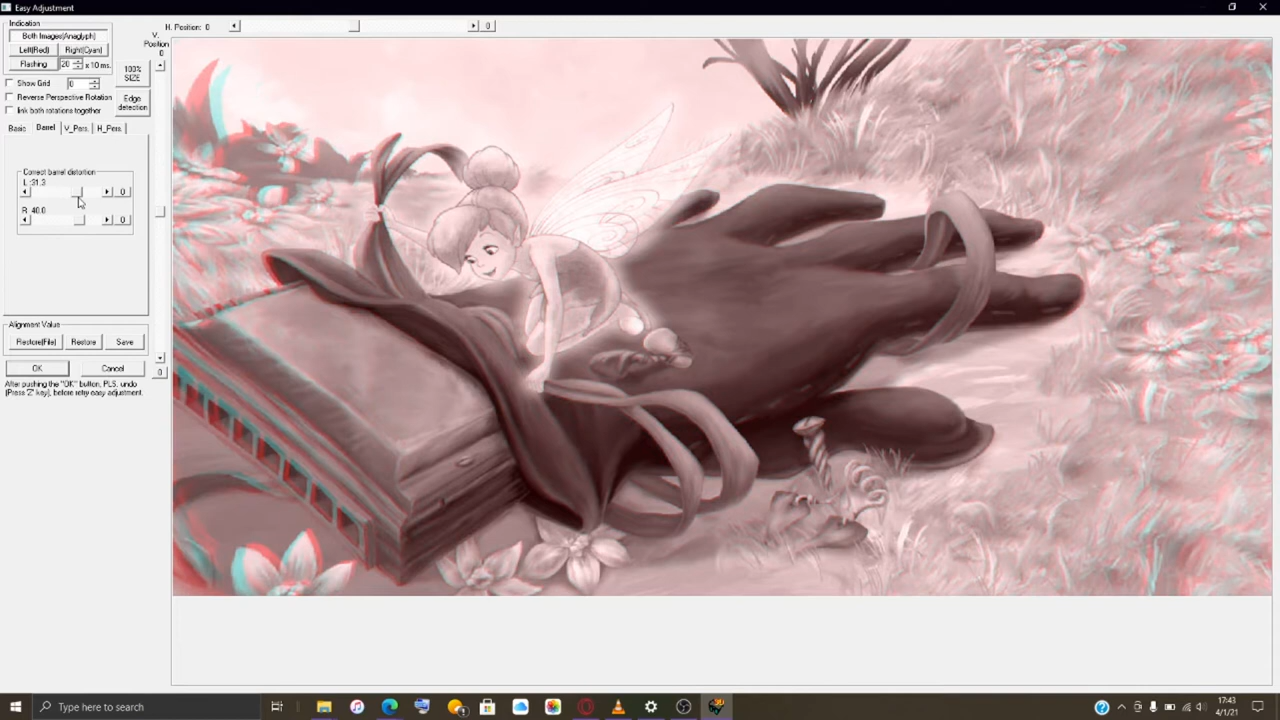 Easy Adjustment
Indication
Both Images(Anaglyph)
Left(Red) Right(Cyan)
Flashing 20 x 10 ms.
Show Grid 0
Reverse Perspective Rotation
link both rotations together
V. Position 0
100% SIZE
Edge detection
H. Position: 0 0
Basic Barrel V_Pers. H_Pers.
Correct barrel distortion
L :31.3
0
R :40.0
0
Alignment Value
Restore(File) Restore Save
OK Cancel 0
After pushing the "OK" button, PLS. undo
(Press 'Z' key), before retry easy adjustment.
Type here to search
17:43
4/1/21